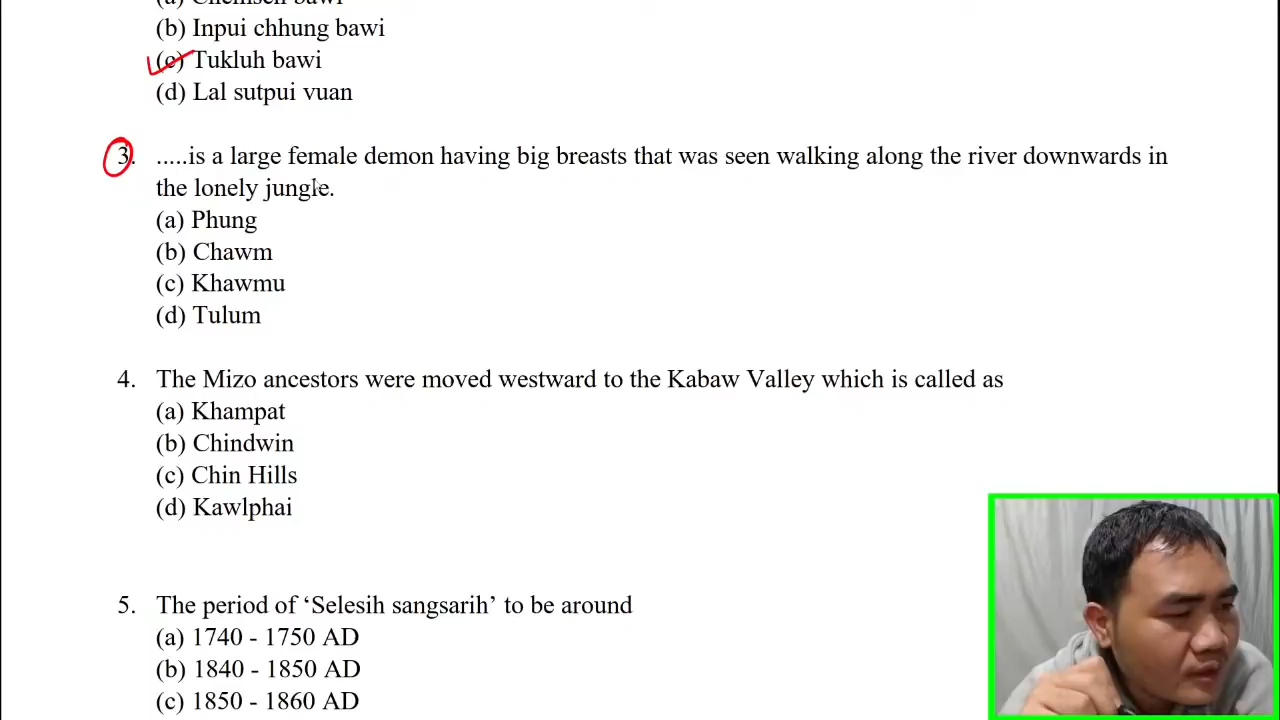 (a) Chemsen bawi
(b) Inpui chhung bawi
(c) Tukluh bawi
(d) Lal sutpui vuan
3. .....is a large female demon having big breasts that was seen walking along the river downwards in
the lonely jungle.
(a) Phung
(b) Chawm
(c) Khawmu
(d) Tulum
4. The Mizo ancestors were moved westward to the Kabaw Valley which is called as
(a) Khampat
(b) Chindwin
(c) Chin Hills
(d) Kawlphai
5. The period of ‘Selesih sangsarih’ to be around
(a) 1740 - 1750 AD
(b) 1840 - 1850 AD
(c) 1850 - 1860 AD